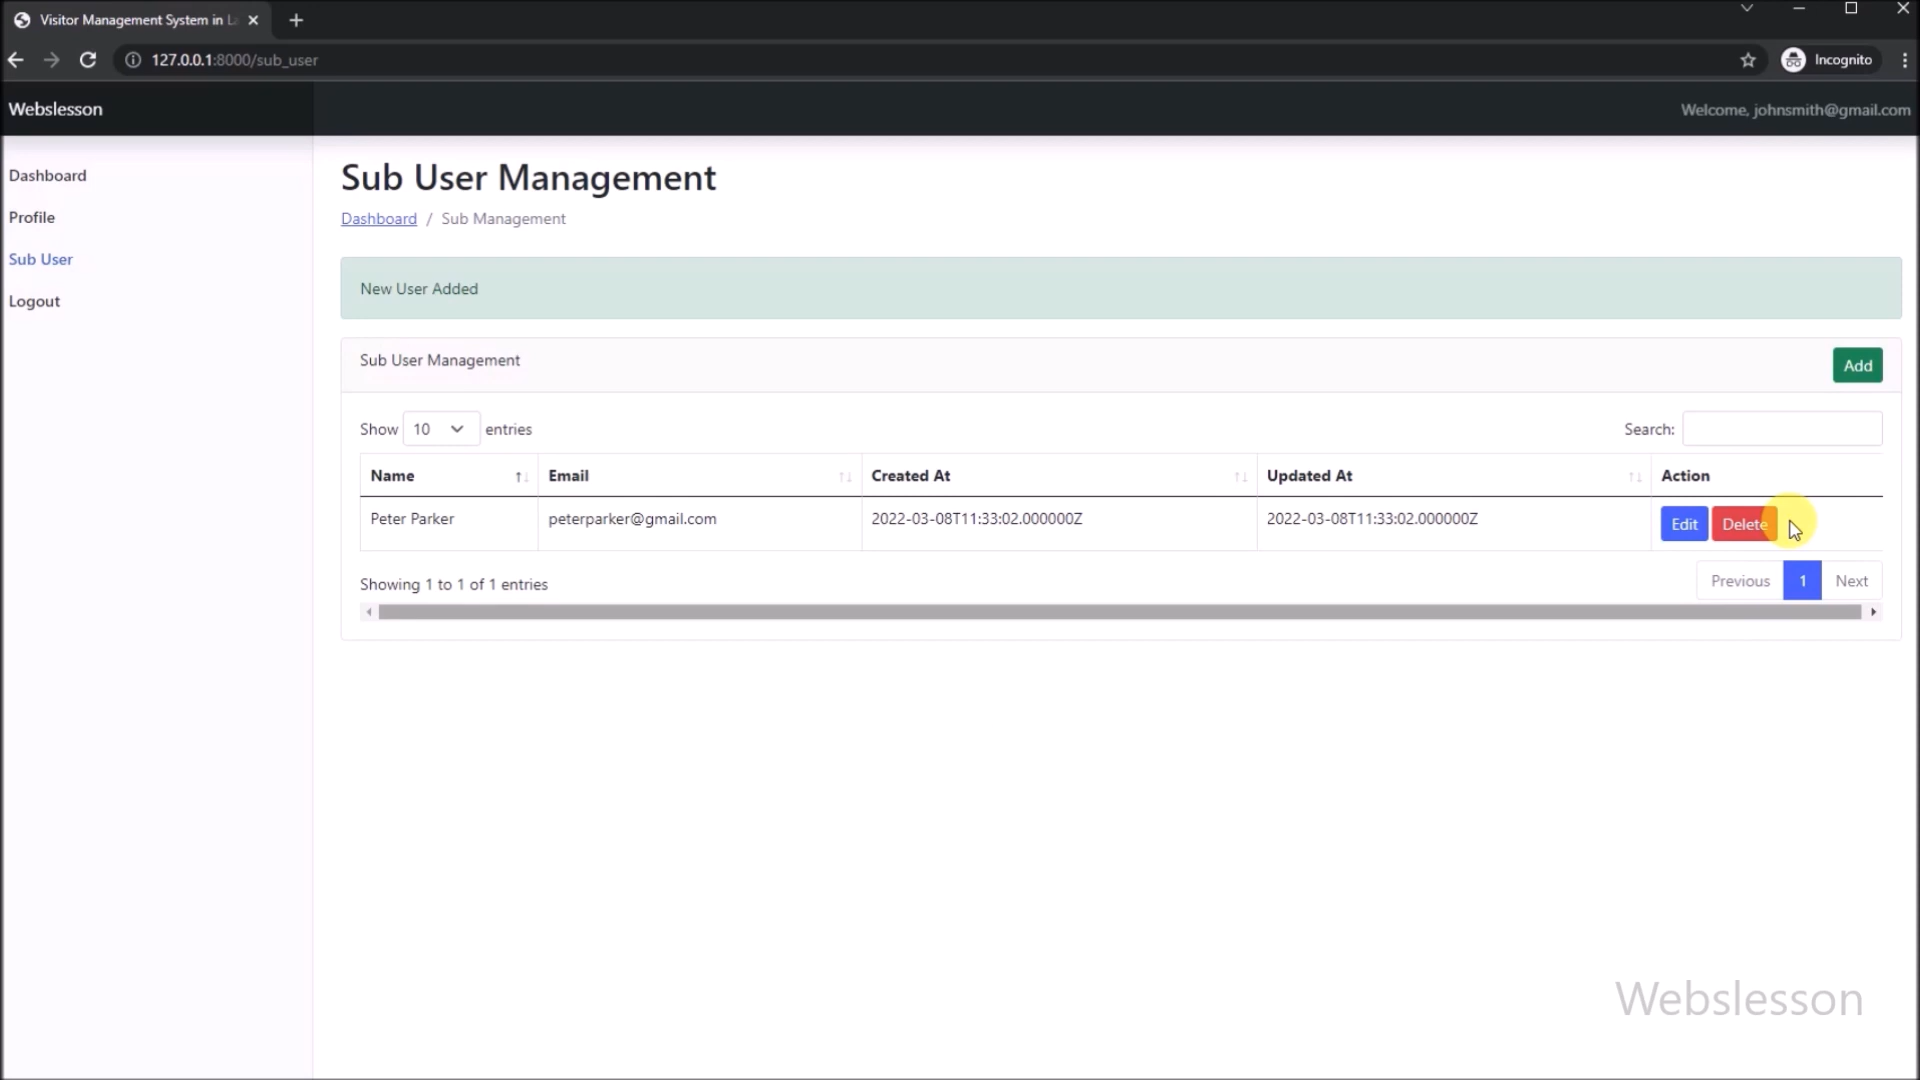 Visitor Management System in L
127.0.0.1:8000/sub_user
Incognito
Webslesson
Welcome, johnsmith@gmail.com
Dashboard
Profile
Sub User
Logout
Sub User Management
Dashboard / Sub Management
New User Added
Sub User Management
Add
Show 10 entries
Search:
Name Email Created At Updated At Action
Peter Parker peterparker@gmail.com 2022-03-08T11:33:02.000000Z 2022-03-08T11:33:02.000000Z Edit Delete
Showing 1 to 1 of 1 entries
Previous 1 Next
Webslesson